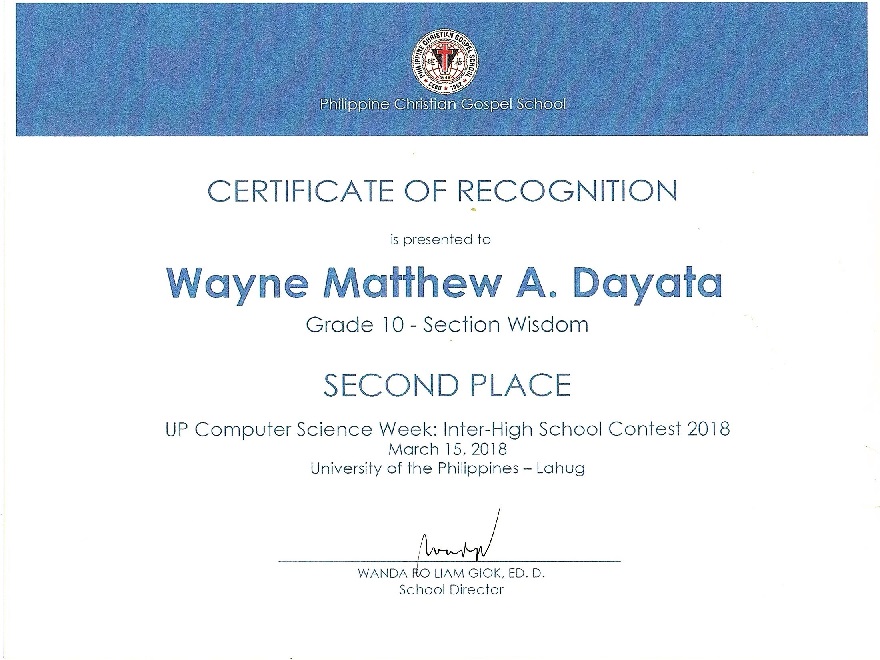 PHILIPPINE CHRISTIAN GOSPEL SCHOOL
Philippine Christian Gospel School
CERTIFICATE OF RECOGNITION
is presented to
Wayne Matthew A. Dayata
Grade 10 - Section Wisdom
SECOND PLACE
UP Computer Science Week: Inter-High School Contest 2018
March 15, 2018
University of the Philippines – Lahug
WANDA RO LIAM GIOK, ED. D.
School Director